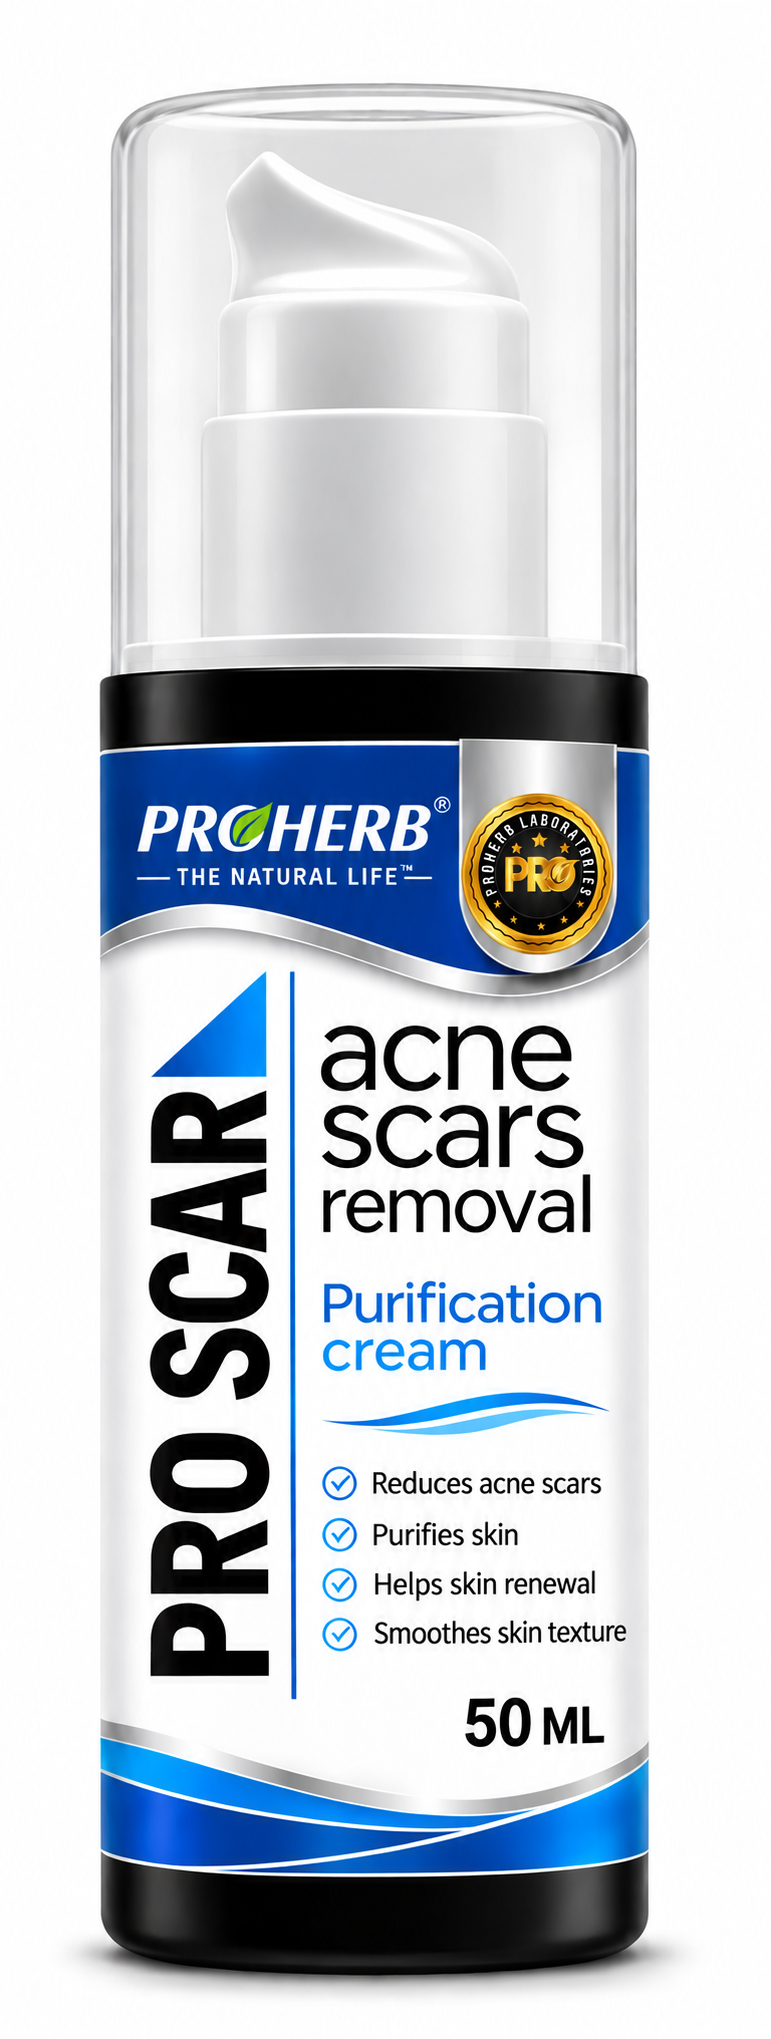 PROHERB®
THE NATURAL LIFE™
PROHERB LABORATRRIES
PRO
PRO SCAR
acne
scars
removal
Purification
cream
Reduces acne scars
Purifies skin
Helps skin renewal
Smoothes skin texture
50 ML